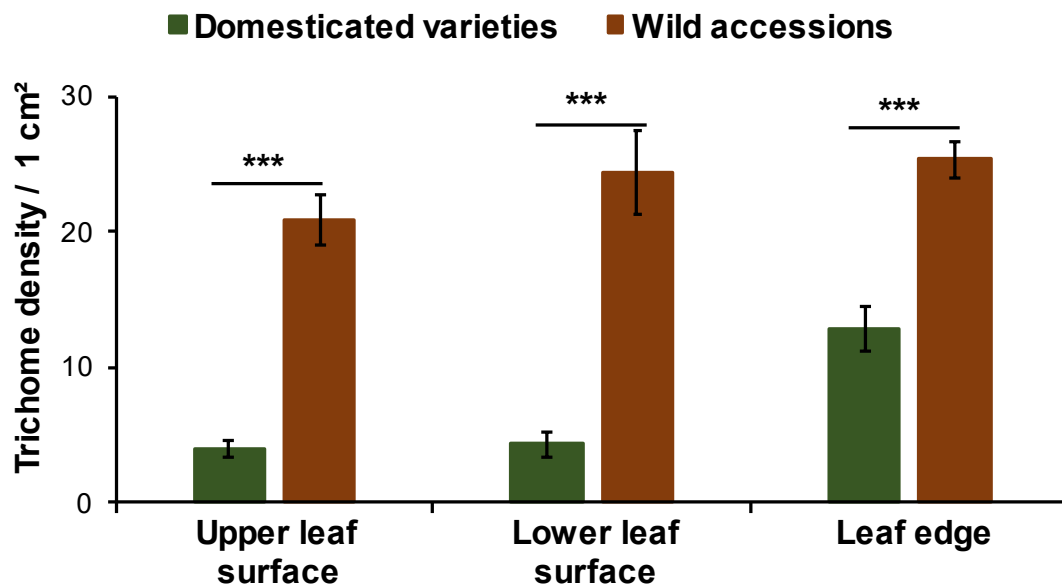 Domesticated varieties Wild accessions
Trichome density / 1 cm²
30
20
10
0
***
***
***
Upper leaf
surface
Lower leaf
surface
Leaf edge